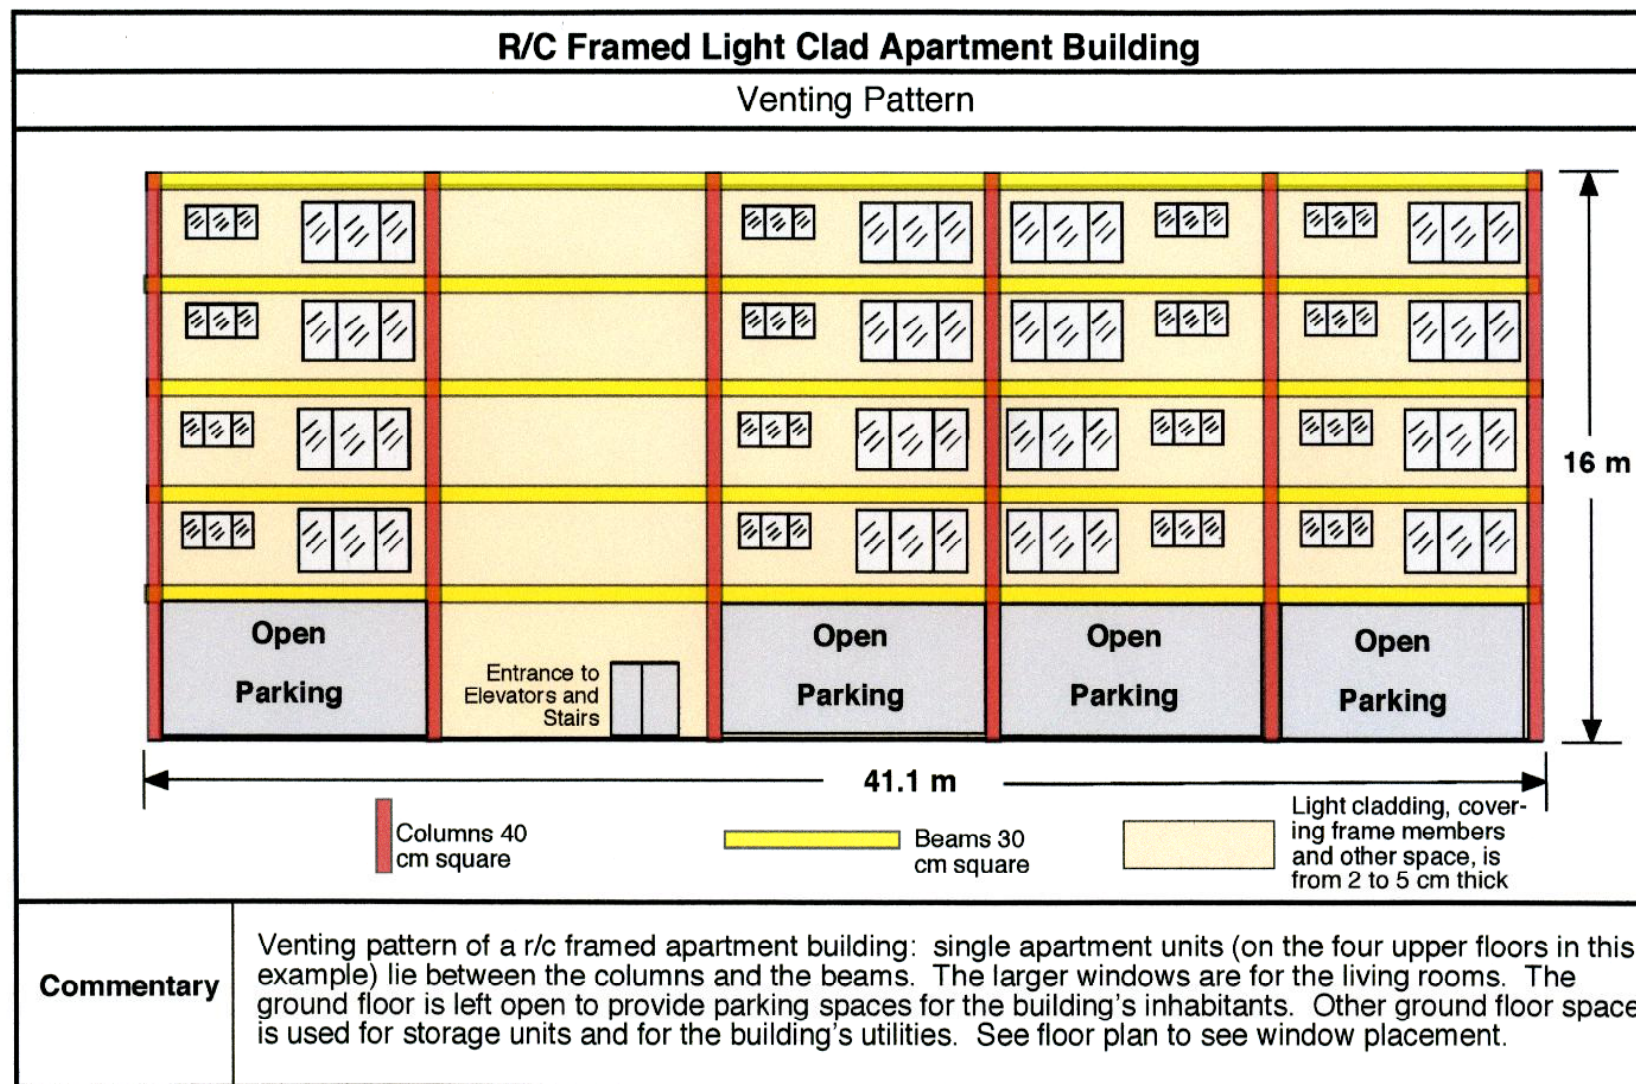 R/C Framed Light Clad Apartment Building
Venting Pattern
Open
Parking
Entrance to
Elevators and
Stairs
Open
Parking
Open
Parking
Open
Parking
16 m
41.1 m
Columns 40
cm square
Beams 30
cm square
Light cladding, cover-
ing frame members
and other space, is
from 2 to 5 cm thick
Commentary
Venting pattern of a r/c framed apartment building: single apartment units (on the four upper floors in this
example) lie between the columns and the beams. The larger windows are for the living rooms. The
ground floor is left open to provide parking spaces for the building's inhabitants. Other ground floor space
is used for storage units and for the building's utilities. See floor plan to see window placement.